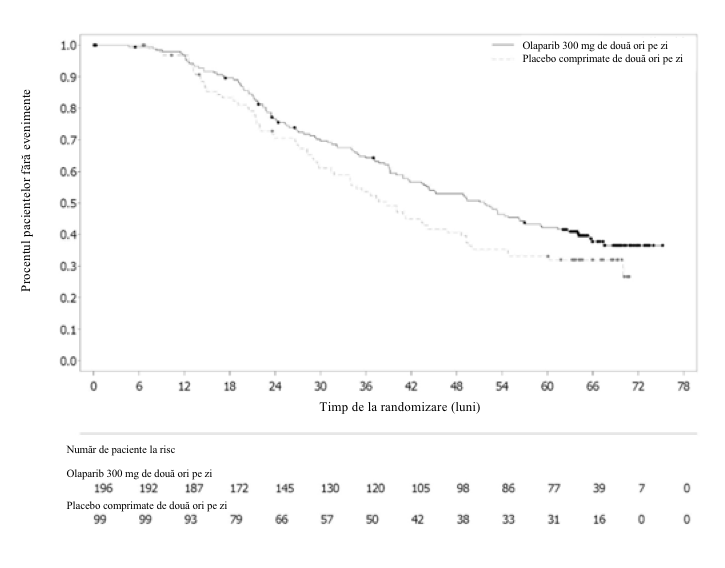 Olaparib 300 mg de două ori pe zi
Placebo comprimate de două ori pe zi
Procentul pacientelor fără evenimente
1.0
0.9
0.8
0.7
0.6
0.5
0.4
0.3
0.2
0.1
0.0
0 6 12 18 24 30 36 42 48 54 60 66 72 78
Timp de la randomizare (luni)
Număr de paciente la risc
Olaparib 300 mg de două ori pe zi
196 192 187 172 145 130 120 105 98 86 77 39 7 0
Placebo comprimate de două ori pe zi
99 99 93 79 66 57 50 42 38 33 31 16 0 0